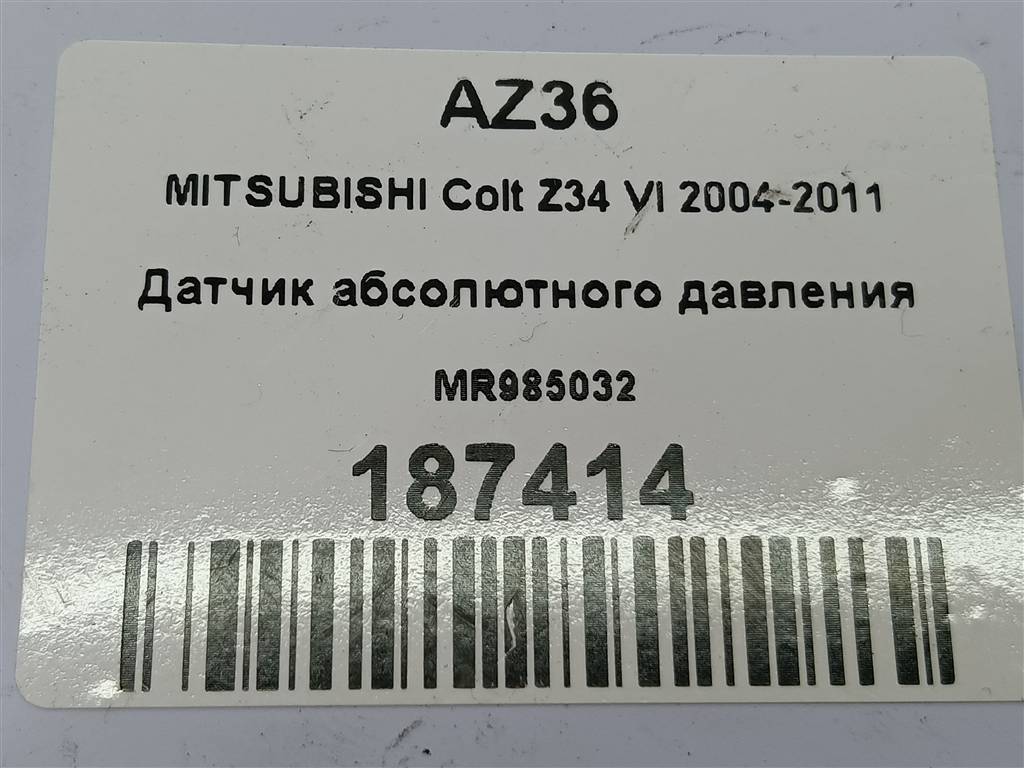 AZ36
MITSUBISHI Colt Z34 VI 2004-2011
Датчик абсолютного давления
MR985032
187414